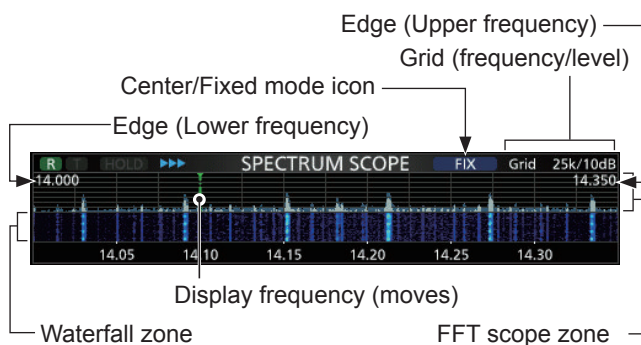 Edge (Upper frequency)
Grid (frequency/level)
Center/Fixed mode icon
Edge (Lower frequency)
R T HOLD SPECTRUM SCOPE FIX Grid 25k/10dB
14.000 14.350
14.05 14.10 14.15 14.20 14.25 14.30
Display frequency (moves)
Waterfall zone FFT scope zone